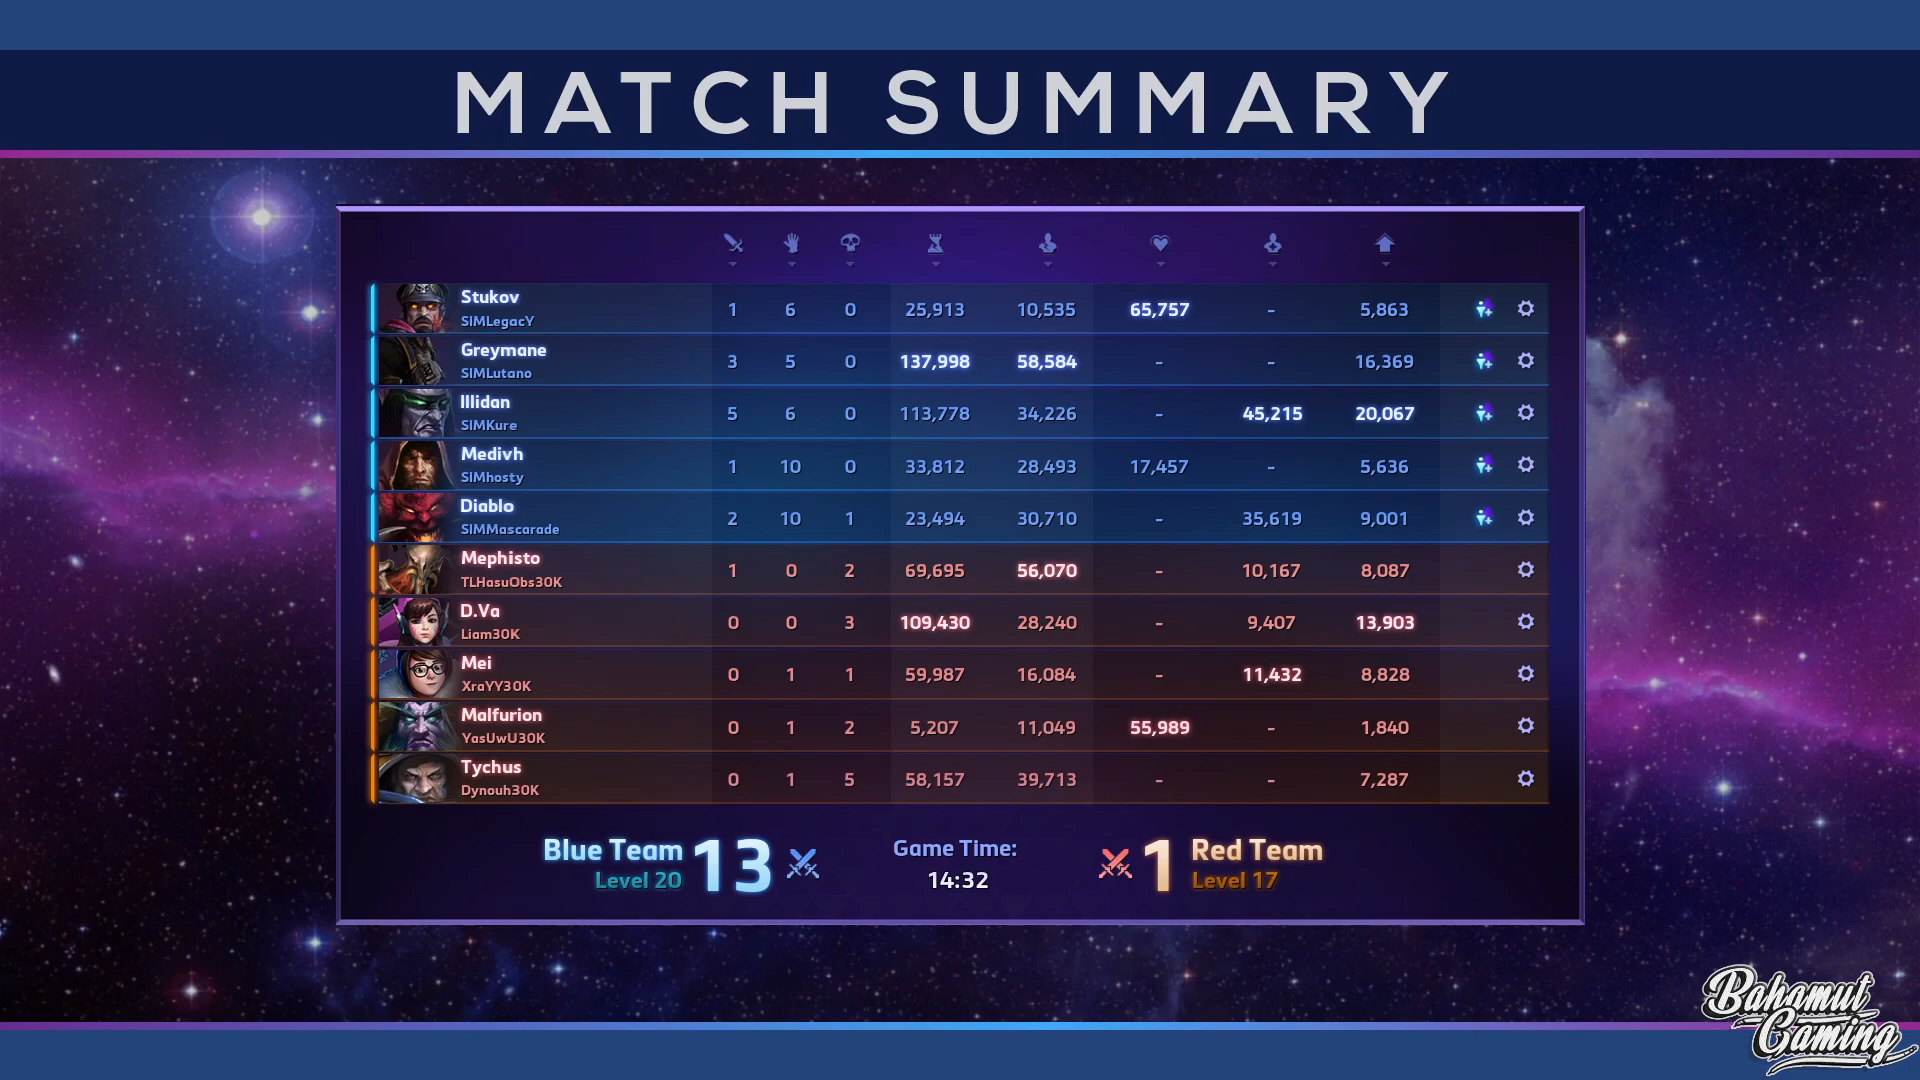 MATCH SUMMARY
Stukov
SIMLegacY
1 6 0 25,913 10,535 65,757 - 5,863
Greymane
SIMLutano
3 5 0 137,998 58,584 - - 16,369
Illidan
SIMKure
5 6 0 113,778 34,226 - 45,215 20,067
Medivh
SIMhosty
1 10 0 33,812 28,493 17,457 - 5,636
Diablo
SIMMascarade
2 10 1 23,494 30,710 - 35,619 9,001
Mephisto
TLHasuObs30K
1 0 2 69,695 56,070 - 10,167 8,087
D.Va
Liam30K
0 0 3 109,430 28,240 - 9,407 13,903
Mei
XraYY30K
0 1 1 59,987 16,084 - 11,432 8,828
Malfurion
YasUwU30K
0 1 2 5,207 11,049 55,989 - 1,840
Tychus
Dynouh30K
0 1 5 58,157 39,713 - - 7,287
Blue Team 13 Game Time: 1 Red Team
Level 20 14:32 Level 17
Bahamut
Gaming